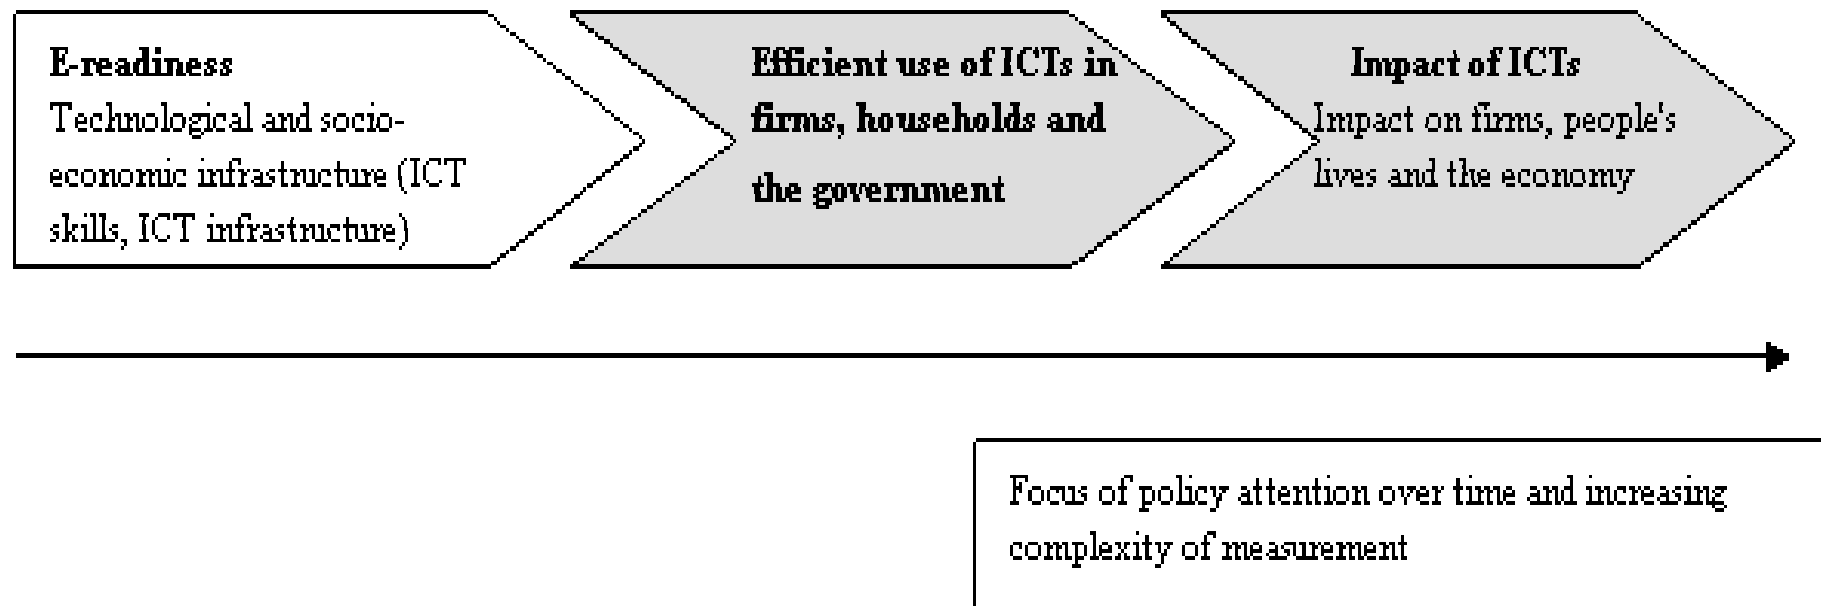 E-readiness
Technological and socio-
economic infrastructure (ICT
skills, ICT infrastructure)
Efficient use of ICTs in
firms, households and
the government
Impact of ICTs
Impact on firms, people's
lives and the economy
Focus of policy attention over time and increasing
complexity of measurement